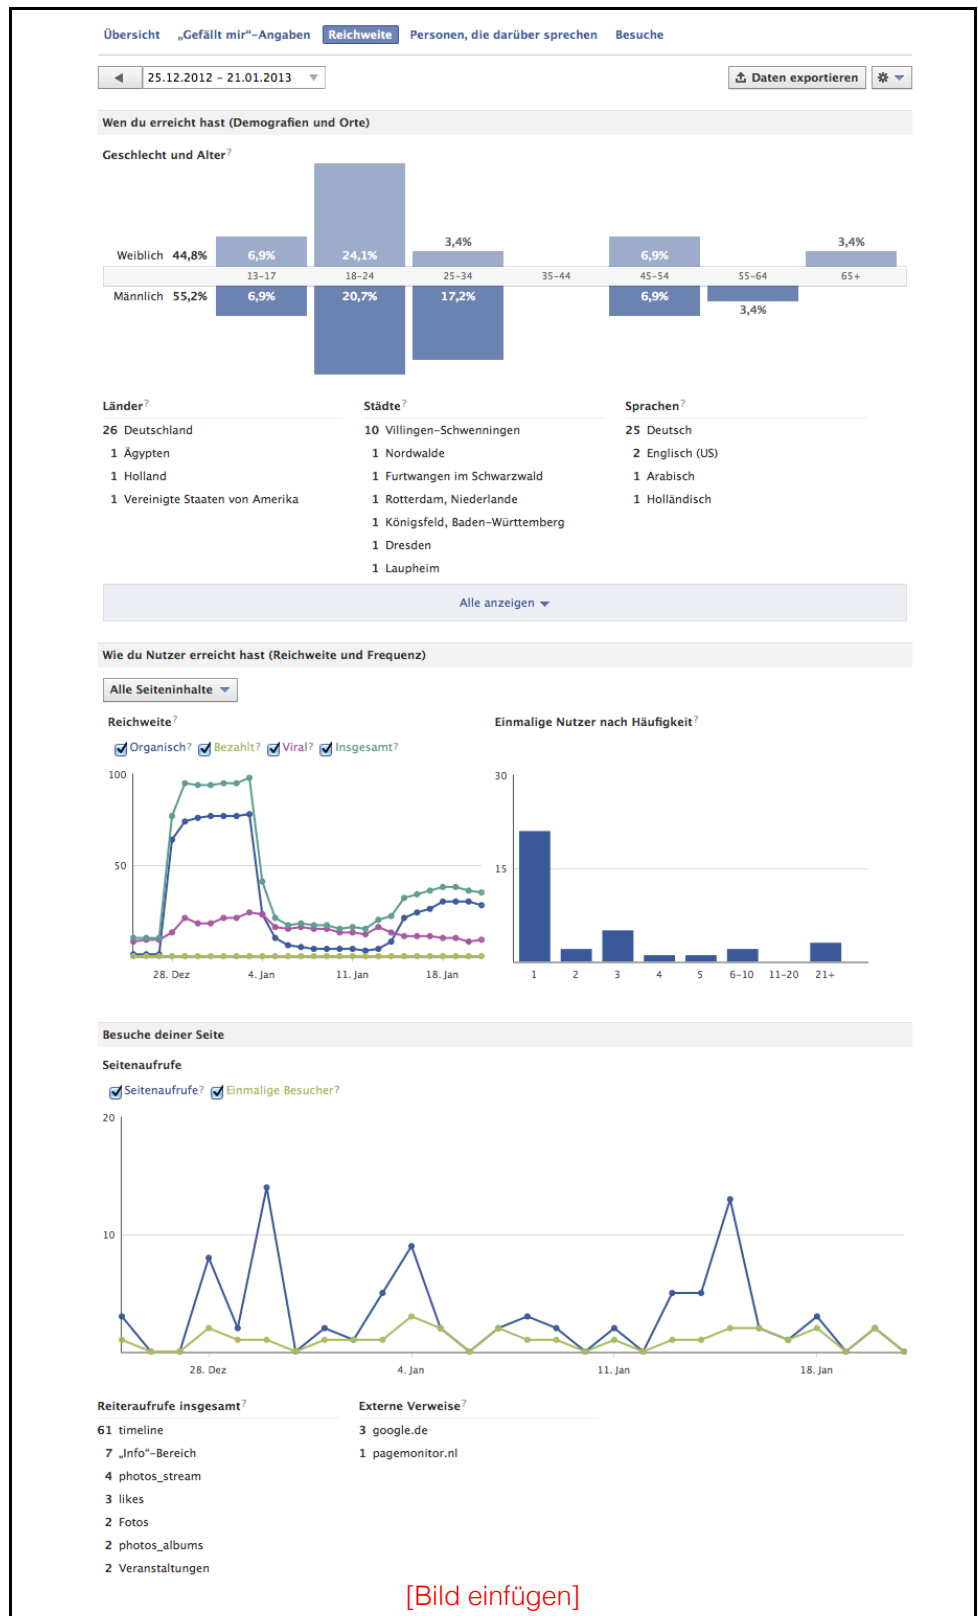 Übersicht „Gefällt mir"-Angaben Reichweite Personen, die darüber sprechen Besuche
25.12.2012 – 21.01.2013 Daten exportieren
Wen du erreicht hast (Demografien und Orte)
Geschlecht und Alter?
3,4% 3,4%
Weiblich 44,8% 6,9% 24,1% 6,9%
13-17 18-24 25-34 35-44 45-54 55-64 65+
Männlich 55,2% 6,9% 20,7% 17,2% 6,9%
3,4%
Länder? Städte? Sprachen?
26 Deutschland 10 Villingen-Schwenningen 25 Deutsch
1 Ägypten 1 Nordwalde 2 Englisch (US)
1 Holland 1 Furtwangen im Schwarzwald 1 Arabisch
1 Vereinigte Staaten von Amerika 1 Rotterdam, Niederlande 1 Holländisch
1 Königsfeld, Baden-Württemberg
1 Dresden
1 Laupheim
Alle anzeigen
Wie du Nutzer erreicht hast (Reichweite und Frequenz)
Alle Seiteninhalte
Reichweite? Einmalige Nutzer nach Häufigkeit?
Organisch? Bezahlt? Viral? Insgesamt?
100 30
50 15
28. Dez 4. Jan 11. Jan 18. Jan 1 2 3 4 5 6-10 11-20 21+
Besuche deiner Seite
Seitenaufrufe
Seitenaufrufe? Einmalige Besucher?
20
10
28. Dez 4. Jan 11. Jan 18. Jan
Reiteraufrufe insgesamt? Externe Verweise?
61 timeline 3 google.de
7 „Info"-Bereich 1 pagemonitor.nl
4 photos_stream
3 likes
2 Fotos
2 photos_albums
2 Veranstaltungen
[Bild einfügen]